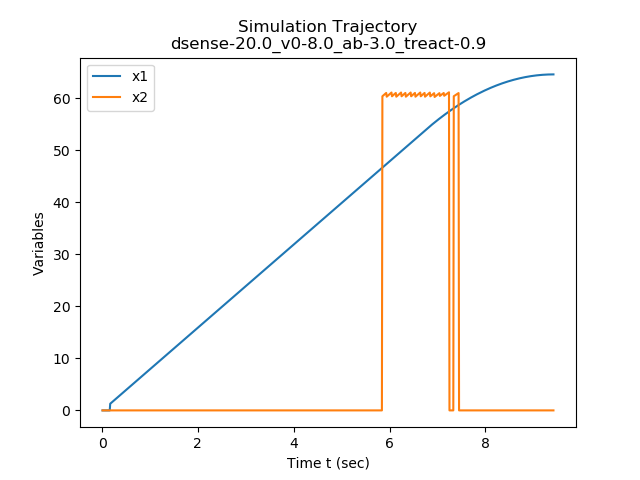 Simulation Trajectory
dsense-20.0_v0-8.0_ab-3.0_treact-0.9
x1
x2
60
50
40
30
20
10
0
Variables
0 2 4 6 8
Time t (sec)